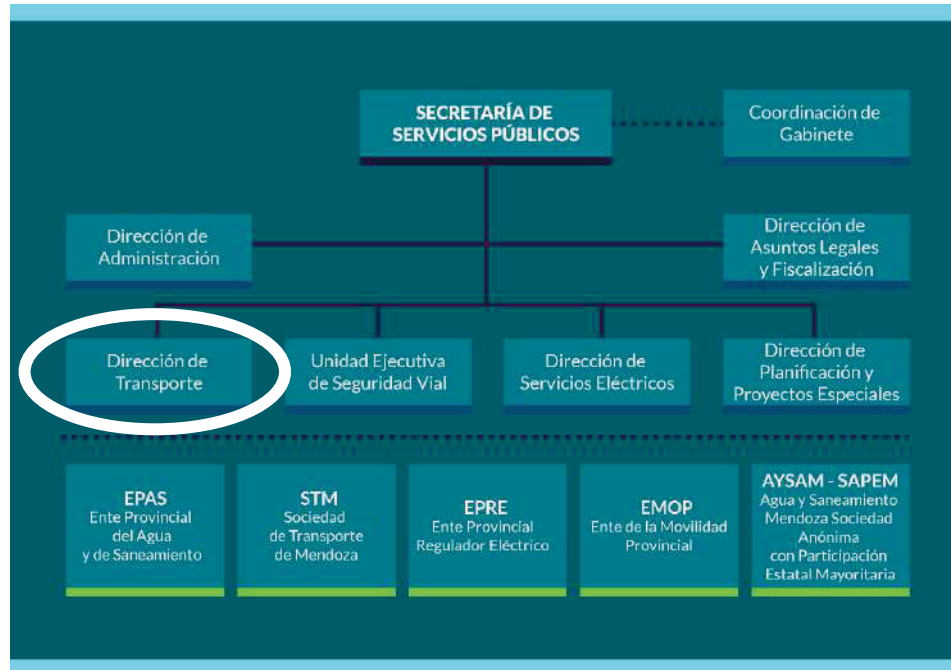 SECRETARÍA DE
SERVICIOS PÚBLICOS
Coordinación de
Gabinete
Dirección de
Administración
Dirección de
Asuntos Legales
y Fiscalización
Dirección de
Transporte
Unidad Ejecutiva
de Seguridad Vial
Dirección de
Servicios Eléctricos
Dirección de
Planificación y
Proyectos Especiales
EPAS
Ente Provincial
del Agua
y de Saneamiento
STM
Sociedad
de Transporte
de Mendoza
EPRE
Ente Provincial
Regulador Eléctrico
EMOP
Ente de la Movilidad
Provincial
AYSAM - SAPEM
Agua y Saneamiento
Mendoza Sociedad
Anónima
con Participación
Estatal Mayoritaria